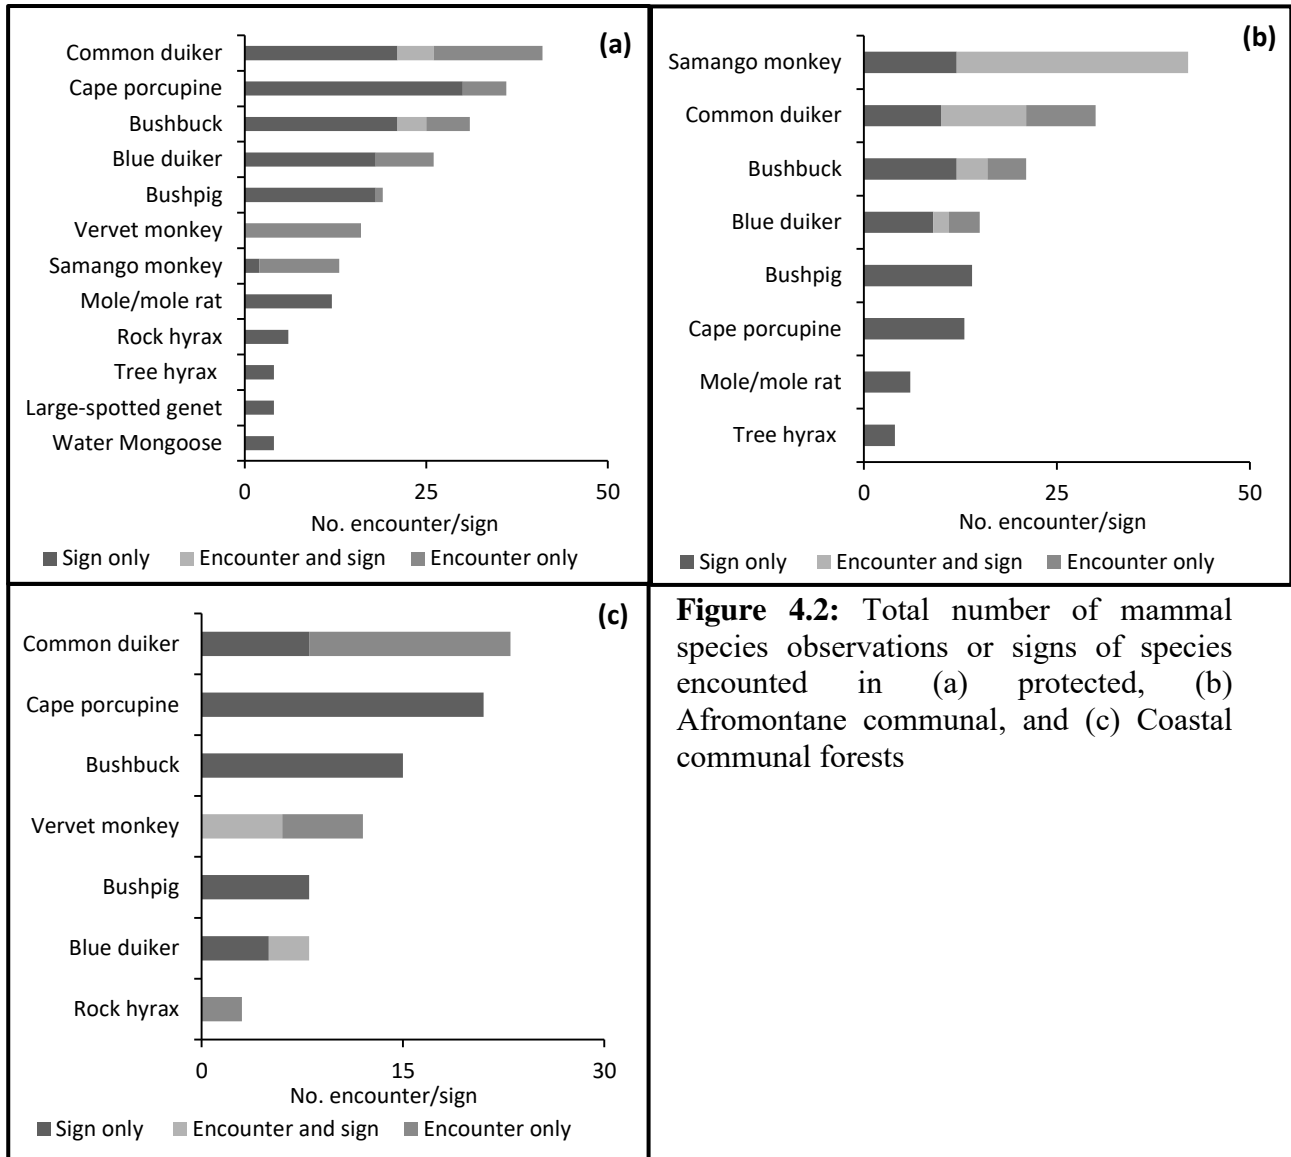 (a)
Common duiker
Cape porcupine
Bushbuck
Blue duiker
Bushpig
Vervet monkey
Samango monkey
Mole/mole rat
Rock hyrax
Tree hyrax
Large-spotted genet
Water Mongoose
0 25 50
No. encounter/sign
Sign only Encounter and sign Encounter only
(b)
Samango monkey
Common duiker
Bushbuck
Blue duiker
Bushpig
Cape porcupine
Mole/mole rat
Tree hyrax
0 25 50
No. encounter/sign
Sign only Encounter and sign Encounter only
(c)
Common duiker
Cape porcupine
Bushbuck
Vervet monkey
Bushpig
Blue duiker
Rock hyrax
0 15 30
No. encounter/sign
Sign only Encounter and sign Encounter only
Figure 4.2: Total number of mammal
species observations or signs of species
encounted in (a) protected, (b)
Afromontane communal, and (c) Coastal
communal forests